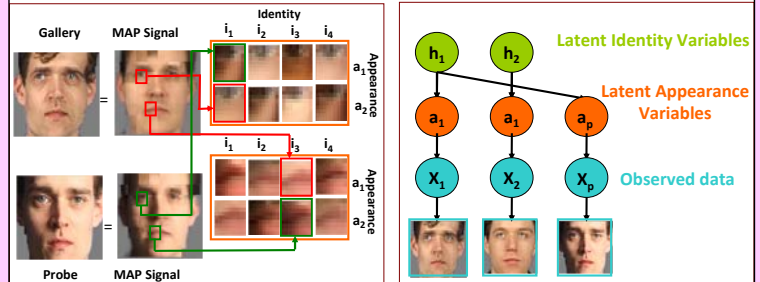 Identity
Gallery
MAP Signal
i1 i2 i3 i4
=
a1
a2
Appearance
i1 i2 i3 i4
=
a1
a2
Appearance
Probe
MAP Signal
h1 h2
Latent Identity Variables
a1 a1 ap
Latent Appearance
Variables
X1 X2 Xp
Observed data